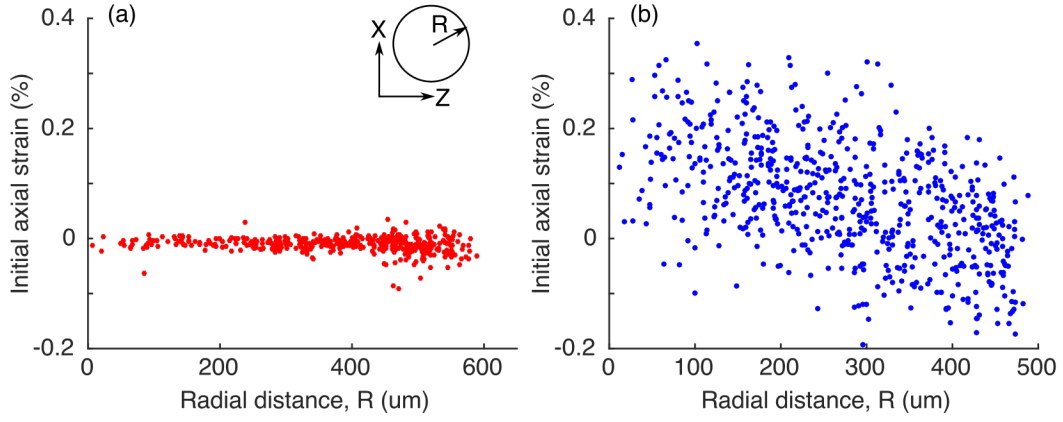 (a)
0.4
0.2
0
-0.2
Initial axial strain (%)
0 200 400 600
Radial distance, R (um)
X
R
Z
(b)
0.4
0.2
0
-0.2
Initial axial strain (%)
0 100 200 300 400 500
Radial distance, R (um)